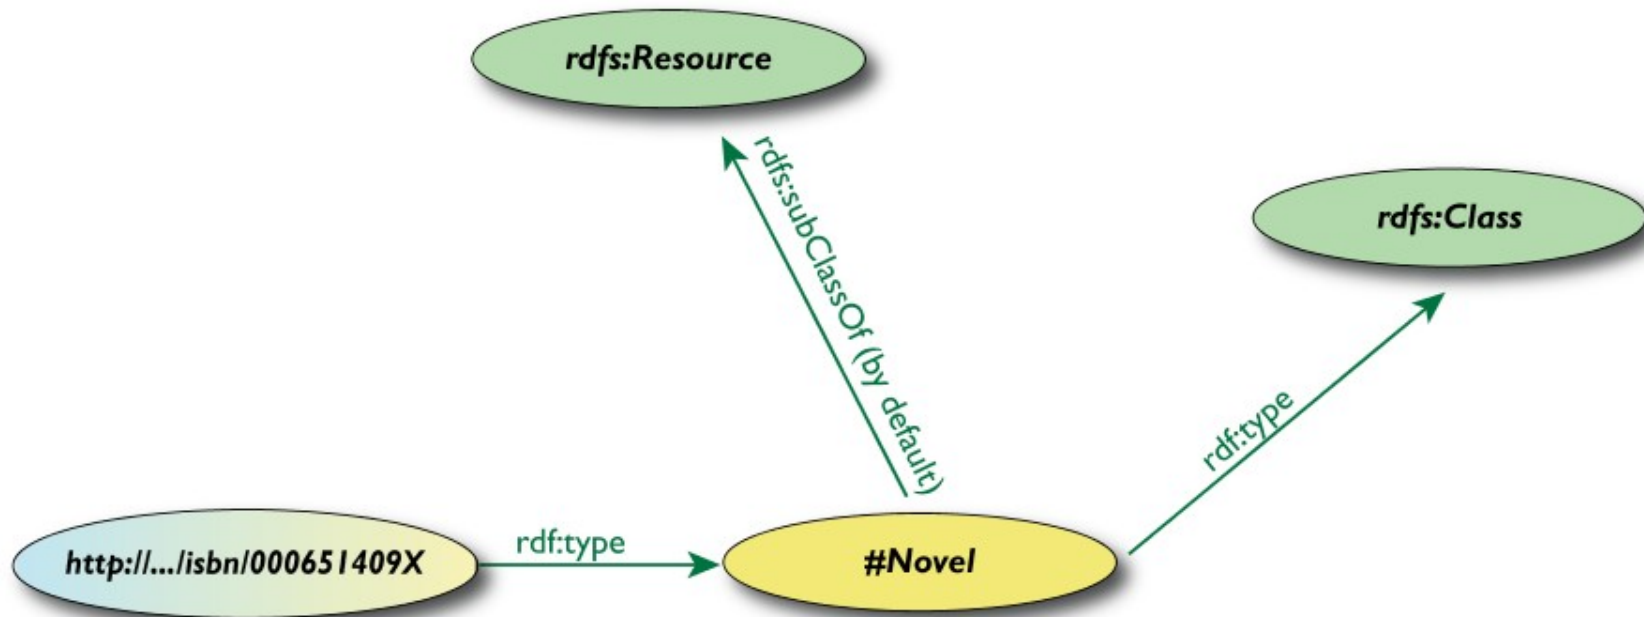 rdfs:Resource
rdfs:Class
rdfs:subClassOf (by default)
rdf:type
http://.../isbn/000651409X
rdf:type
#Novel